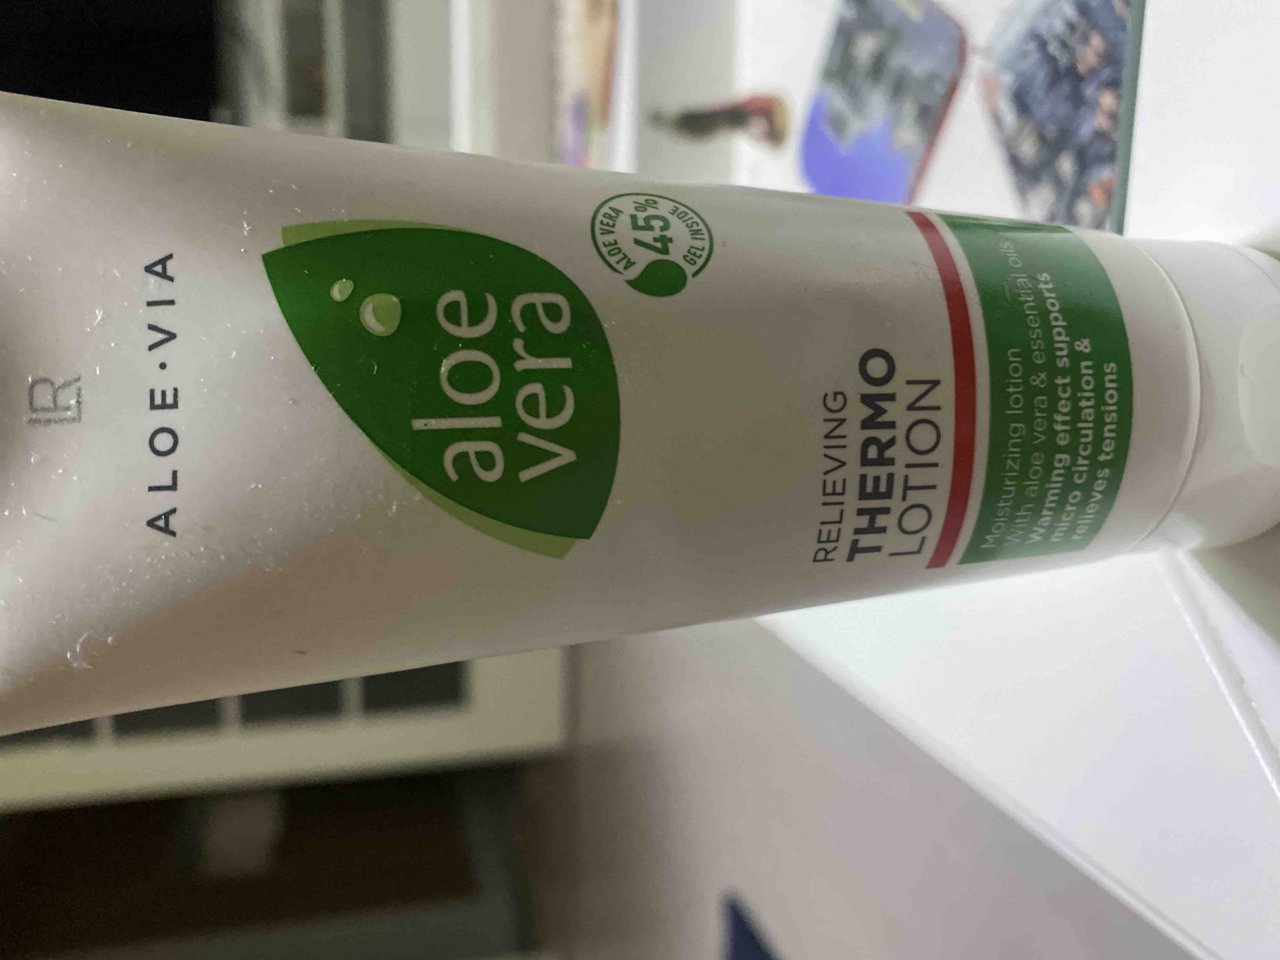 LR
ALOE·VIA
aloe
vera
ALOE VERA
45%
GEL INSIDE
RELIEVING
THERMO
LOTION
Moisturizing lotion
With aloe vera & essential oils
Warming effect supports
micro circulation &
relieves tensions